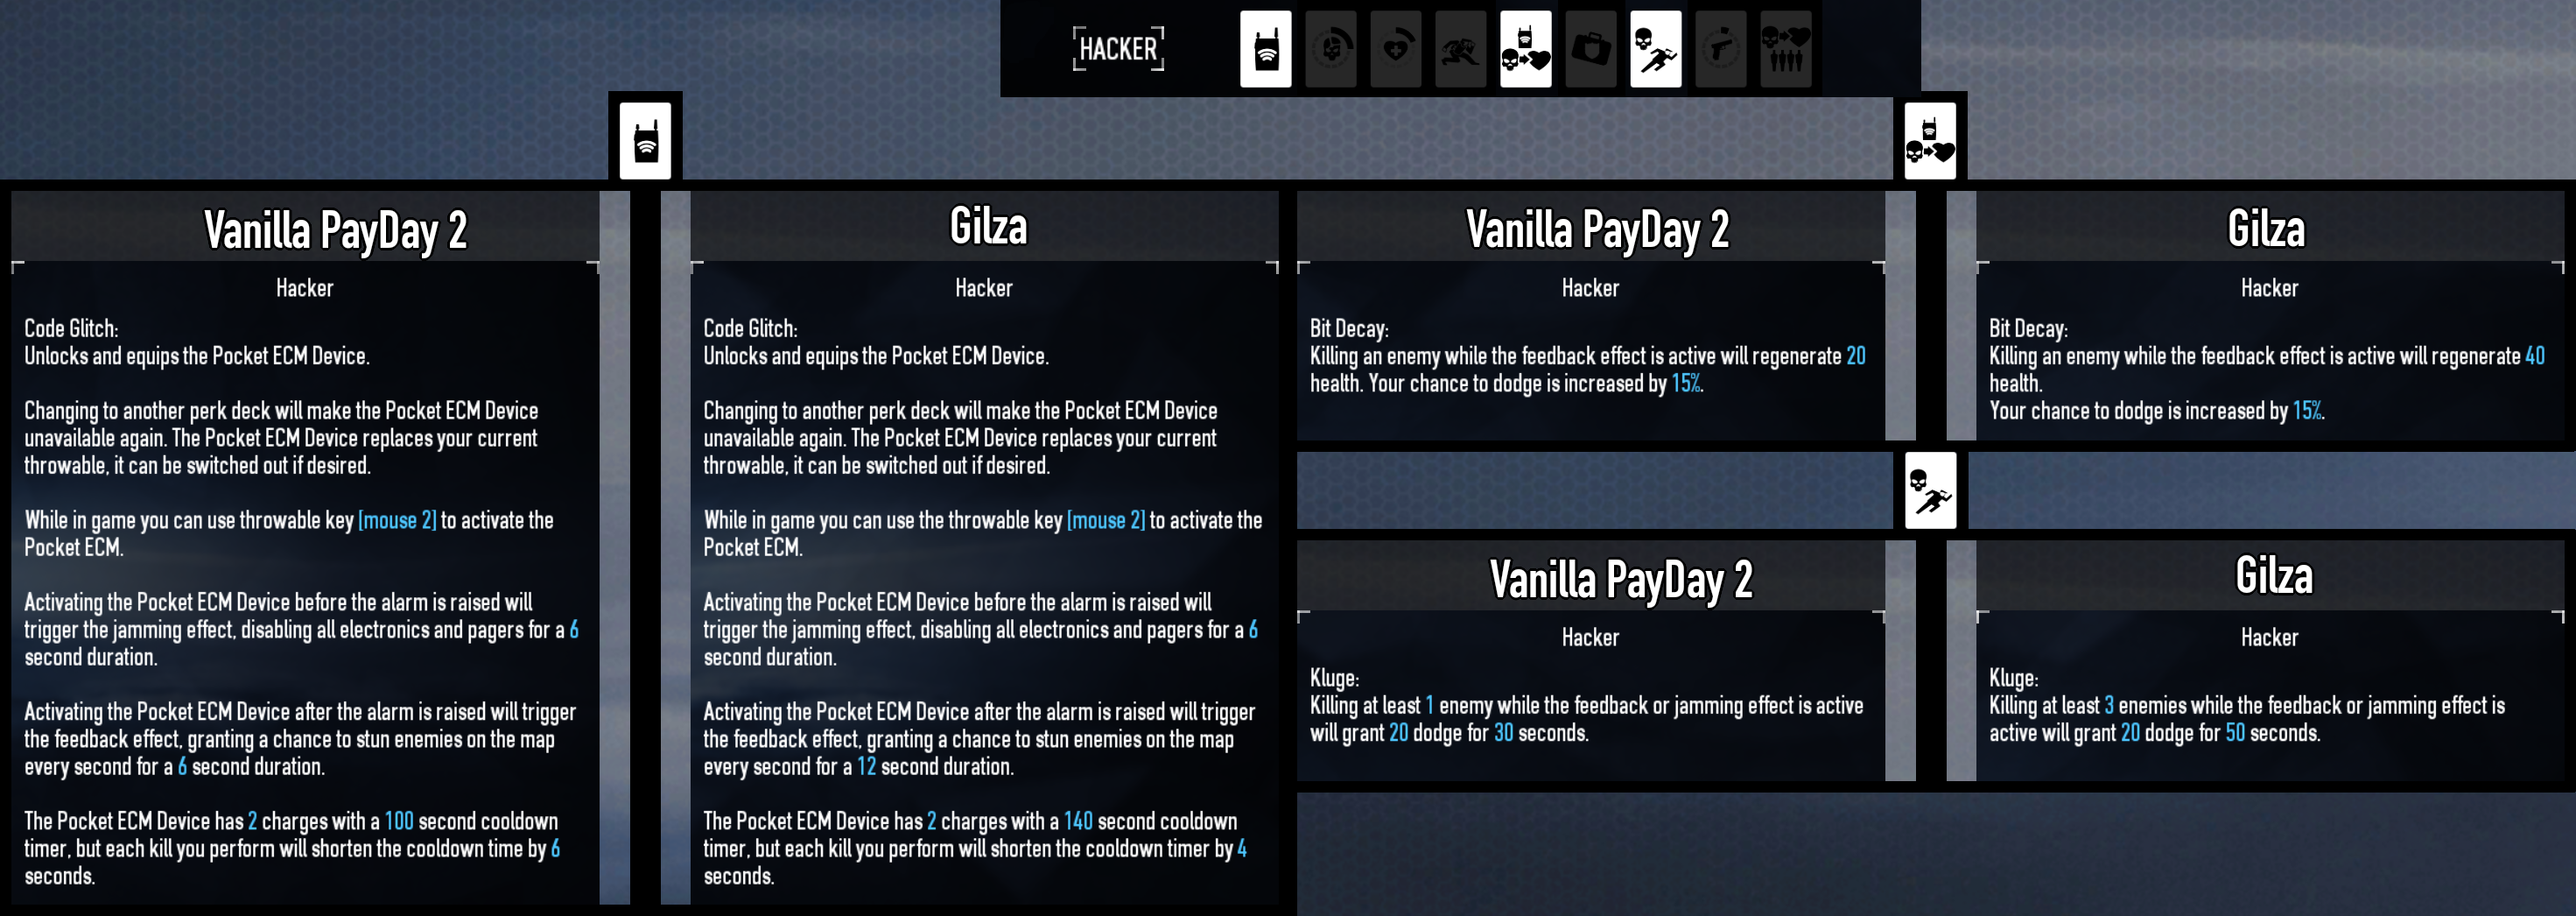 HACKER
Vanilla PayDay 2
Hacker
Code Glitch:
Unlocks and equips the Pocket ECM Device.
Changing to another perk deck will make the Pocket ECM Device
unavailable again. The Pocket ECM Device replaces your current
throwable, it can be switched out if desired.
While in game you can use throwable key [mouse 2] to activate the
Pocket ECM.
Activating the Pocket ECM Device before the alarm is raised will
trigger the jamming effect, disabling all electronics and pagers for a 6
second duration.
Activating the Pocket ECM Device after the alarm is raised will trigger
the feedback effect, granting a chance to stun enemies on the map
every second for a 6 second duration.
The Pocket ECM Device has 2 charges with a 100 second cooldown
timer, but each kill you perform will shorten the cooldown time by 6
seconds.
Gilza
Hacker
Code Glitch:
Unlocks and equips the Pocket ECM Device.
Changing to another perk deck will make the Pocket ECM Device
unavailable again. The Pocket ECM Device replaces your current
throwable, it can be switched out if desired.
While in game you can use the throwable key [mouse 2] to activate the
Pocket ECM.
Activating the Pocket ECM Device before the alarm is raised will
trigger the jamming effect, disabling all electronics and pagers for a 6
second duration.
Activating the Pocket ECM Device after the alarm is raised will trigger
the feedback effect, granting a chance to stun enemies on the map
every second for a 12 second duration.
The Pocket ECM Device has 2 charges with a 140 second cooldown
timer, but each kill you perform will shorten the cooldown timer by 4
seconds.
Vanilla PayDay 2
Hacker
Bit Decay:
Killing an enemy while the feedback effect is active will regenerate 20
health. Your chance to dodge is increased by 15%.
Gilza
Hacker
Bit Decay:
Killing an enemy while the feedback effect is active will regenerate 40
health.
Your chance to dodge is increased by 15%.
Vanilla PayDay 2
Hacker
Kluge:
Killing at least 1 enemy while the feedback or jamming effect is active
will grant 20 dodge for 30 seconds.
Gilza
Hacker
Kluge:
Killing at least 3 enemies while the feedback or jamming effect is
active will grant 20 dodge for 50 seconds.